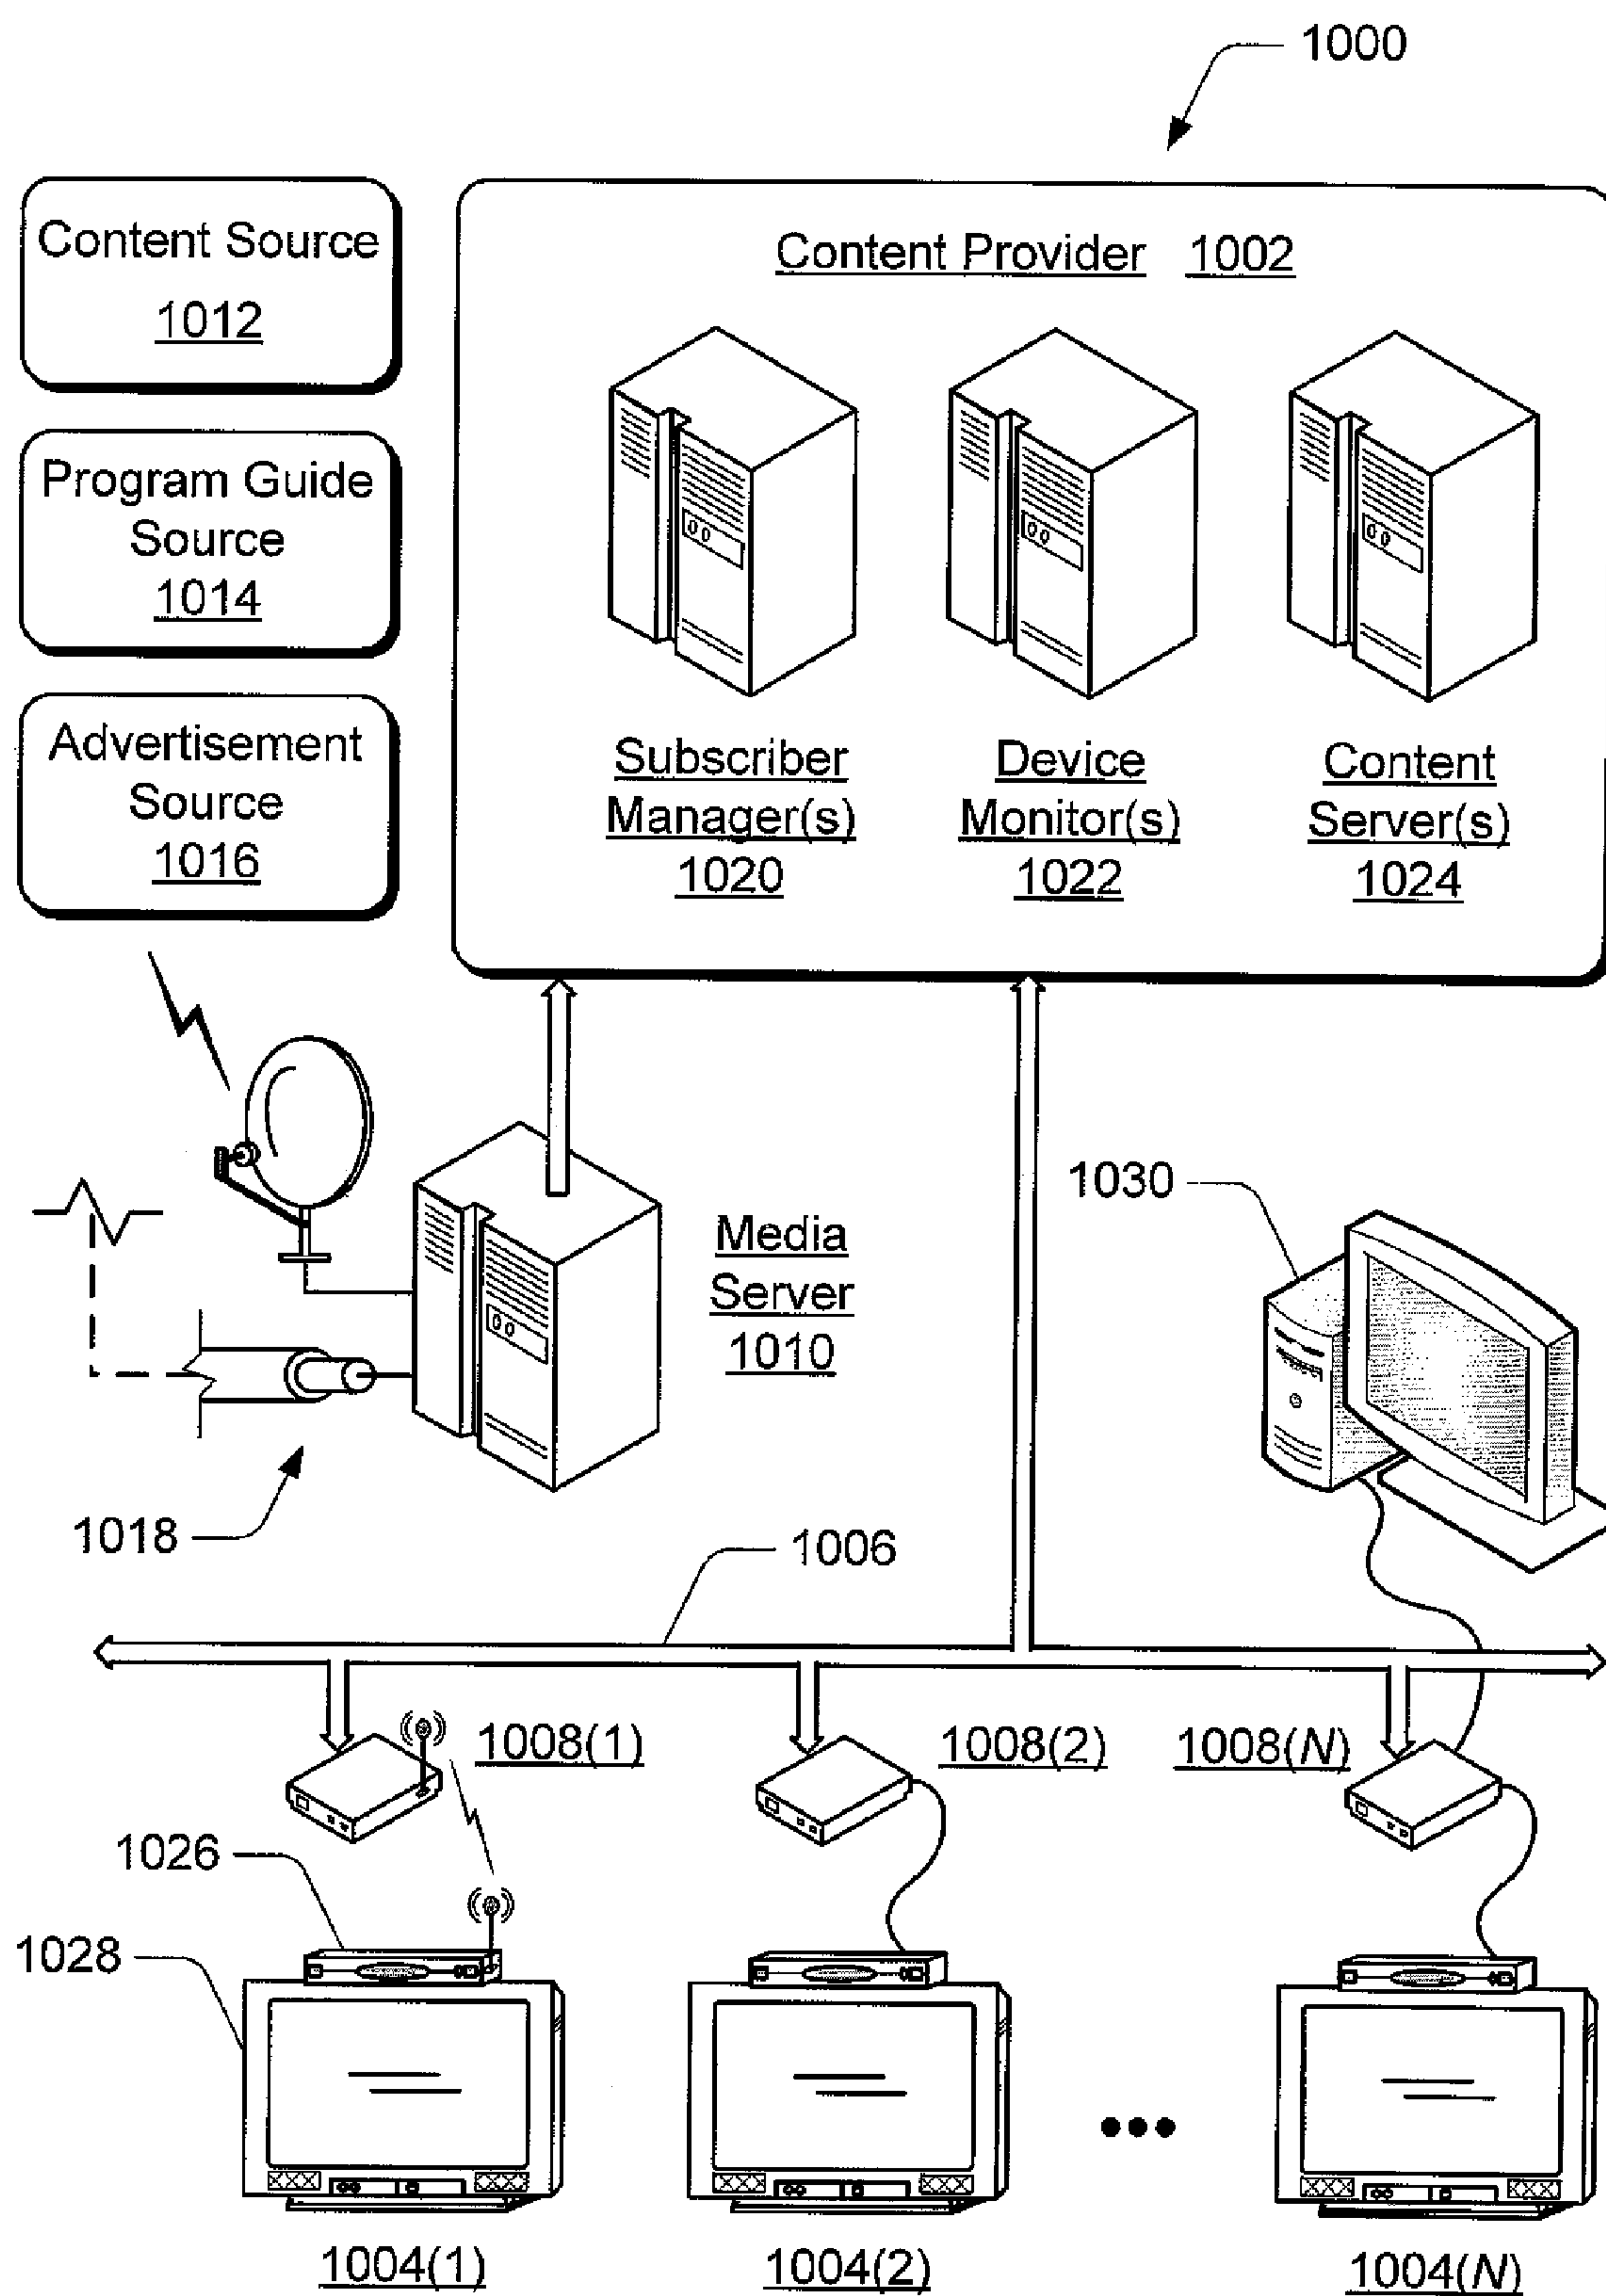 1000
Content Source
1012
Program Guide
Source
1014
Advertisement
Source
1016
Content Provider 1002
Subscriber
Manager(s)
1020
Device
Monitor(s)
1022
Content
Server(s)
1024
Media
Server
1010
1030
1018
1006
1008(1)
1008(2)
1008(N)
1026
1028
1004(1)
1004(2)
1004(N)